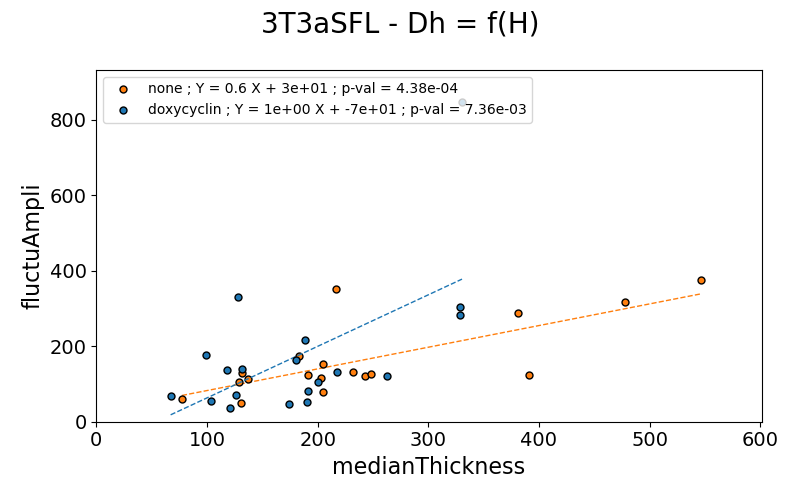 3T3aSFL - Dh = f(H)
none ; Y = 0.6 X + 3e+01 ; p-val = 4.38e-04
doxycyclin ; Y = 1e+00 X + -7e+01 ; p-val = 7.36e-03
fluctuAmpli
800
600
400
200
0
0 100 200 300 400 500 600
medianThickness